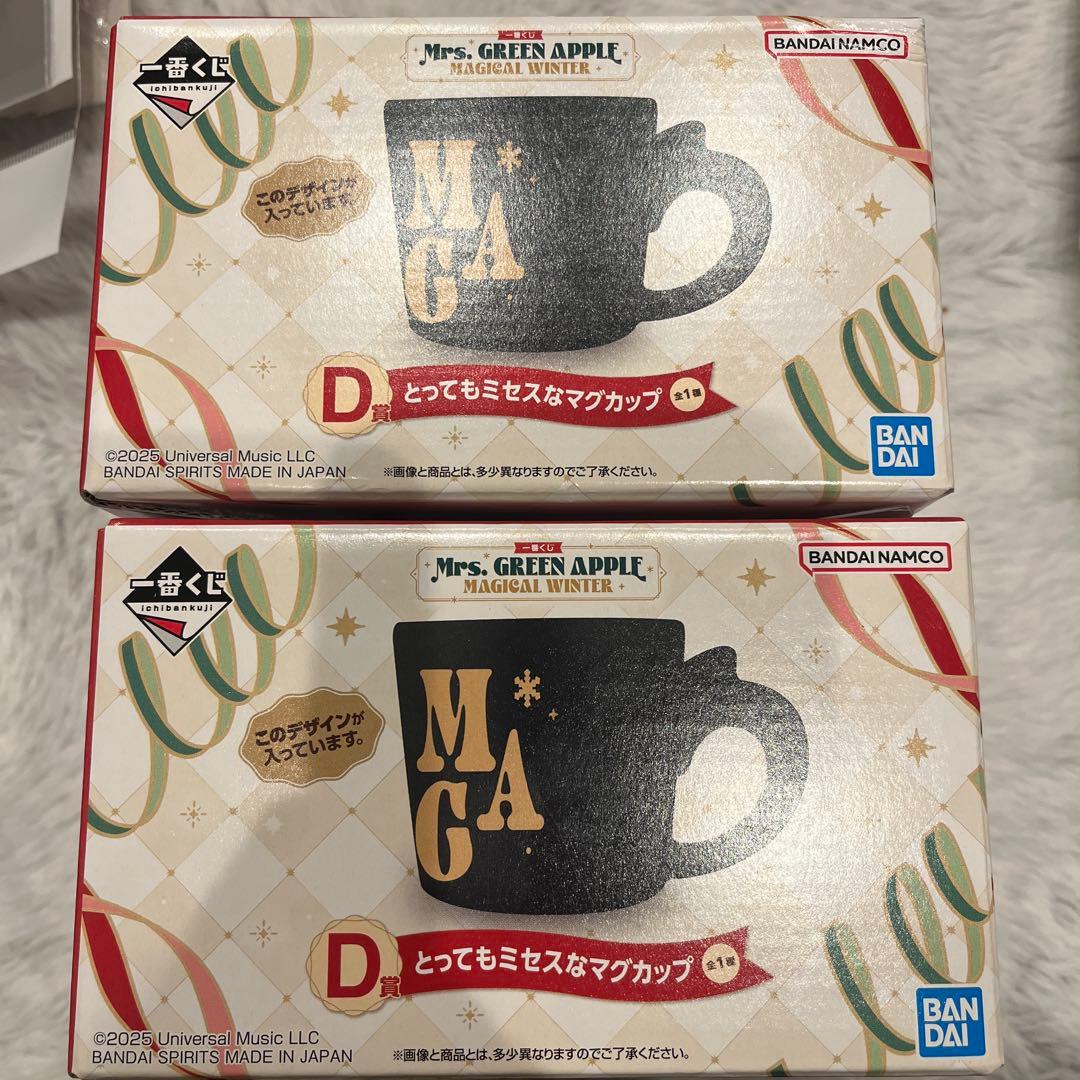 一番くじ
ichibankuji
一番くじ
Mrs. GREEN APPLE
MAGICAL WINTER
BANDAI NAMCO
このデザインが
入っています。
M
A
G
D賞
とってもミセスなマグカップ
全1種
©2025 Universal Music LLC
BANDAI SPIRITS MADE IN JAPAN
※画像と商品とは、多少異なりますのでご了承ください。
BAN
DAI
一番くじ
ichibankuji
一番くじ
Mrs. GREEN APPLE
MAGICAL WINTER
BANDAI NAMCO
このデザインが
入っています。
M
A
G
D賞
とってもミセスなマグカップ
全1種
©2025 Universal Music LLC
BANDAI SPIRITS MADE IN JAPAN
※画像と商品とは、多少異なりますのでご了承ください。
BAN
DAI